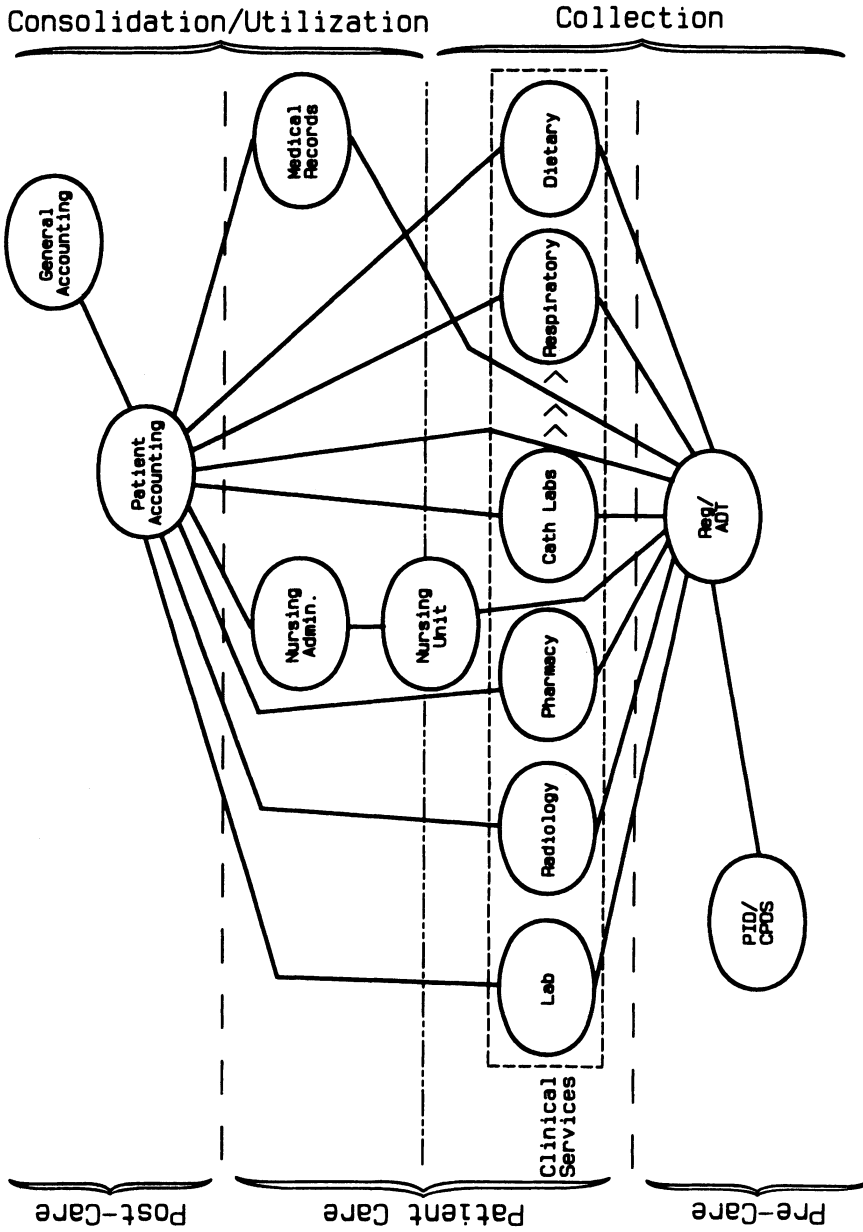 Consolidation/Utilization
Collection
General
Accounting
Patient
Accounting
Medical
Records
Nursing
Admin.
Nursing
Unit
Lab
Radiology
Pharmacy
Cath Labs
> > >
Respiratory
Dietary
Clinical
Services
Reg/
ADT
PID/
CPDS
Post-Care
Patient Care
Pre-Care